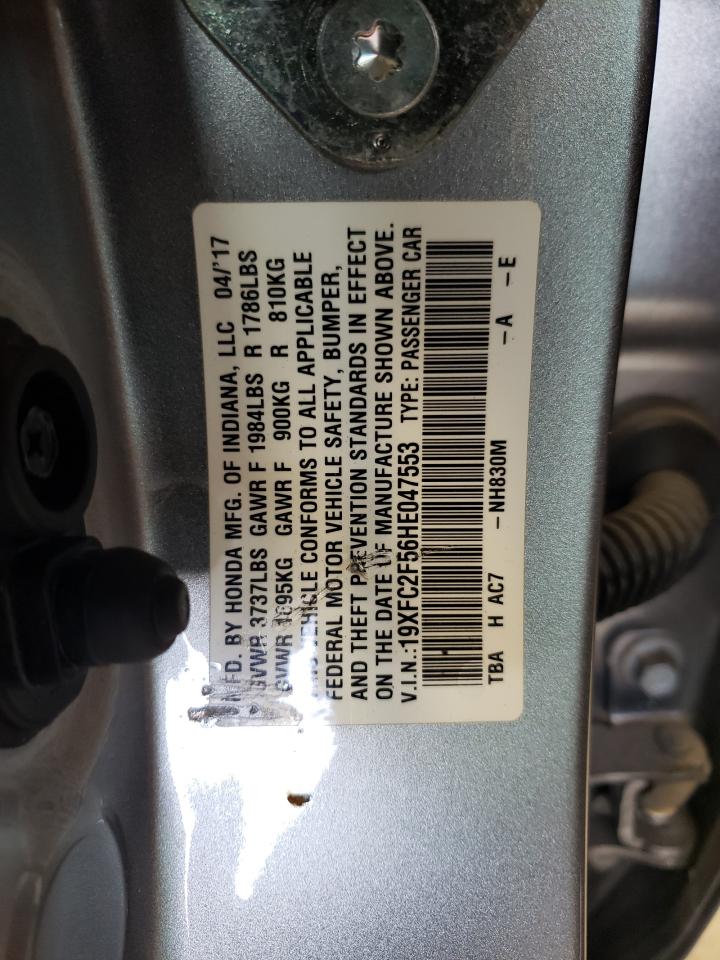 MFD. BY HONDA MFG. OF INDIANA, LLC 04/'17
GVWR 3737LBS GAWR F 1984LBS R 1786LBS
GVWR 1695KG GAWR F 900KG R 810KG
VEHICLE CONFORMS TO ALL APPLICABLE
FEDERAL MOTOR VEHICLE SAFETY, BUMPER,
AND THEFT PREVENTION STANDARDS IN EFFECT
ON THE DATE OF MANUFACTURE SHOWN ABOVE.
V.I.N.:19XFC2F56HE047553 TYPE: PASSENGER CAR
TBA H AC7 -NH830M -A -E